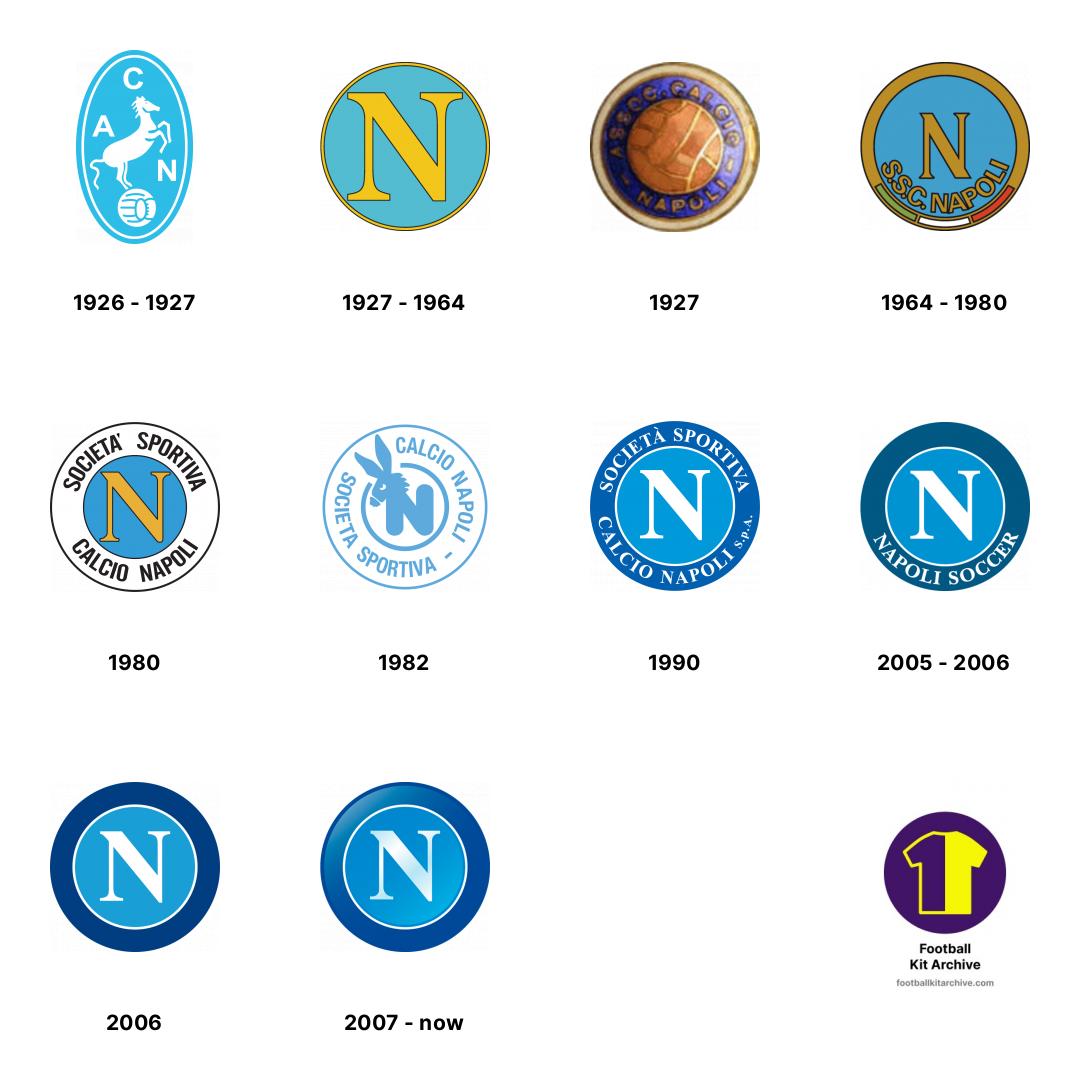 C
A
N
1926 - 1927
N
1927 - 1964
ASSOC. CALCIO
- NAPOLI -
1927
N
S.S.C. NAPOLI
1964 - 1980
SOCIETA' SPORTIVA
N
CALCIO NAPOLI
1980
CALCIO NAPOLI -
N
SOCIETA SPORTIVA
1982
SOCIETÀ SPORTIVA
N
CALCIO NAPOLI S.p.A.
1990
N
NAPOLI SOCCER
2005 - 2006
N
2006
N
2007 - now
Football
Kit Archive
footballkitarchive.com